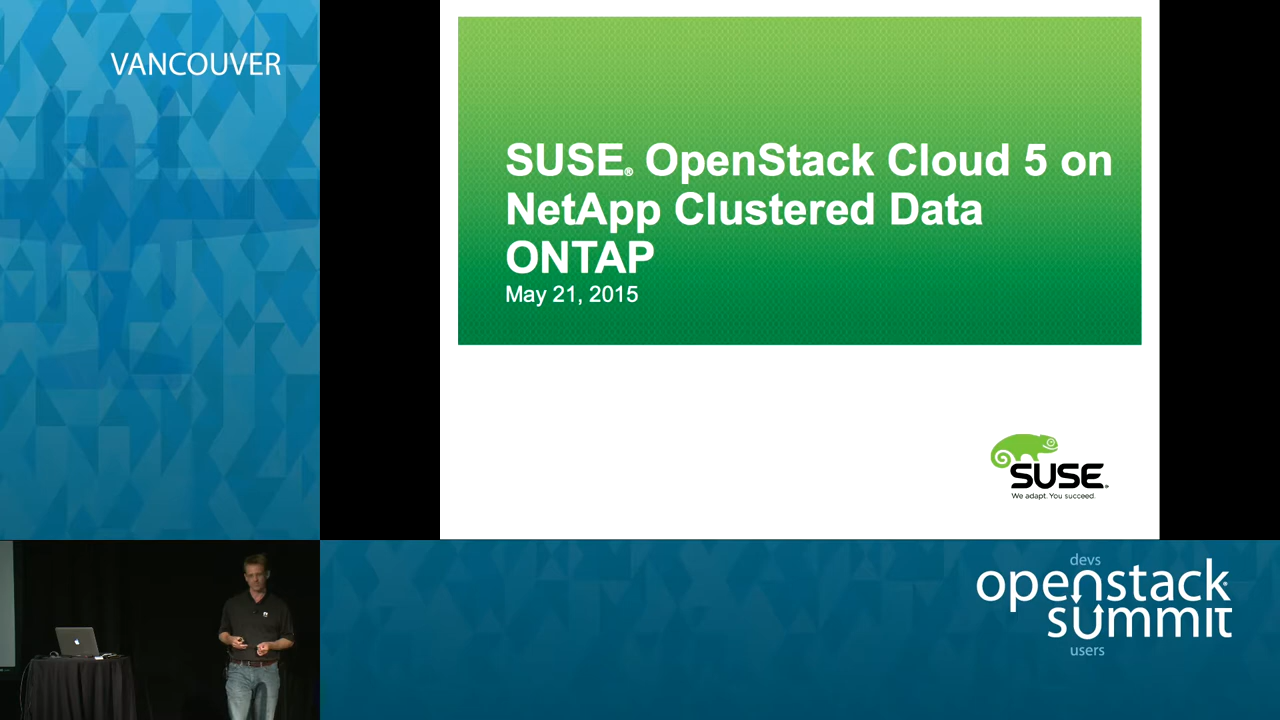 VANCOUVER
SUSE® OpenStack Cloud 5 on
NetApp Clustered Data
ONTAP
May 21, 2015
SUSE
We adapt. You succeed.
devs
openstack
summit
users